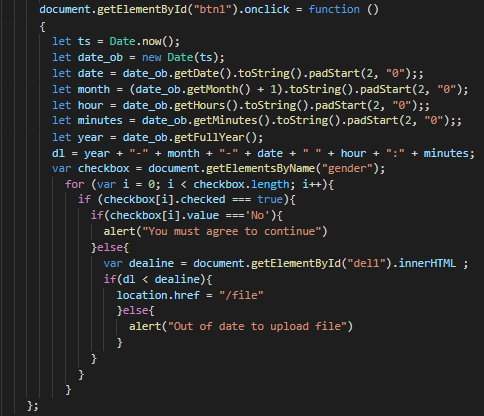 document.getElementById("btn1").onclick = function ()
{
let ts = Date.now();
let date_ob = new Date(ts);
let date = date_ob.getDate().toString().padStart(2, "0");;
let month = (date_ob.getMonth() + 1).toString().padStart(2, "0");
let hour = date_ob.getHours().toString().padStart(2, "0");;
let minutes = date_ob.getMinutes().toString().padStart(2, "0");;
let year = date_ob.getFullYear();
dl = year + "-" + month + "-" + date + " " + hour + ":" + minutes;
var checkbox = document.getElementsByName("gender");
for (var i = 0; i < checkbox.length; i++){
if (checkbox[i].checked === true){
if(checkbox[i].value ==='No'){
alert("You must agree to continue")
}else{
var dealine = document.getElementById("del1").innerHTML ;
if(dl < dealine){
location.href = "/file"
}else{
alert("Out of date to upload file")
}
}
}
}
};